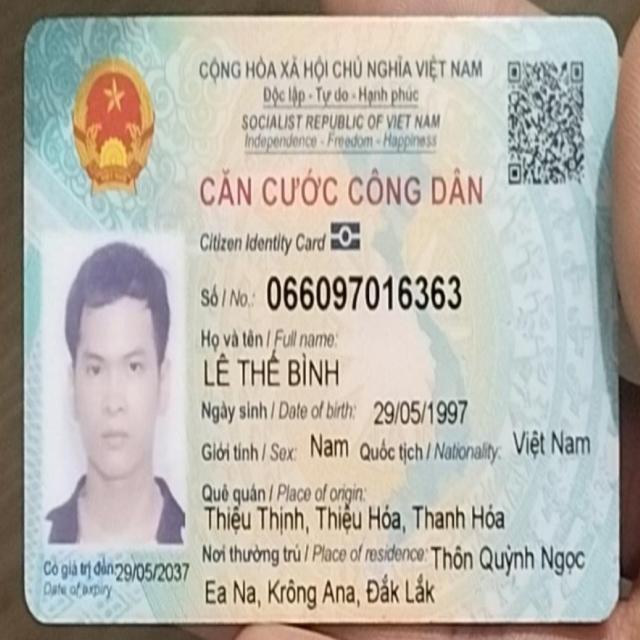 CỘNG HÒA XÃ HỘI CHỦ NGHĨA VIỆT NAM
Độc lập - Tự do - Hạnh phúc
SOCIALIST REPUBLIC OF VIET NAM
Independence - Freedom - Happiness
CĂN CƯỚC CÔNG DÂN
Citizen Identity Card
Số / No.: 066097016363
Họ và tên / Full name:
LÊ THẾ BÌNH
Ngày sinh / Date of birth: 29/05/1997
Giới tính / Sex: Nam Quốc tịch / Nationality: Việt Nam
Quê quán / Place of origin:
Thiệu Thịnh, Thiệu Hóa, Thanh Hóa
Nơi thường trú / Place of residence: Thôn Quỳnh Ngọc
Ea Na, Krông Ana, Đắk Lắk
Có giá trị đến: 29/05/2037
Date of expiry